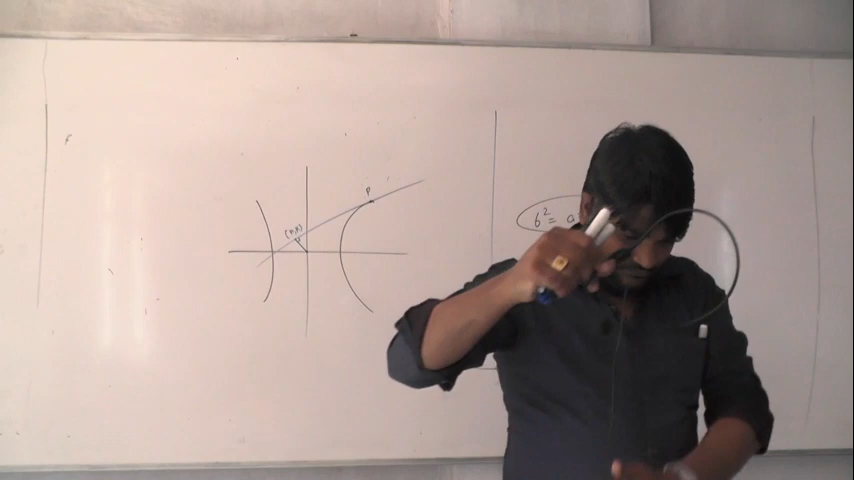 P
(h,k)
b² = a